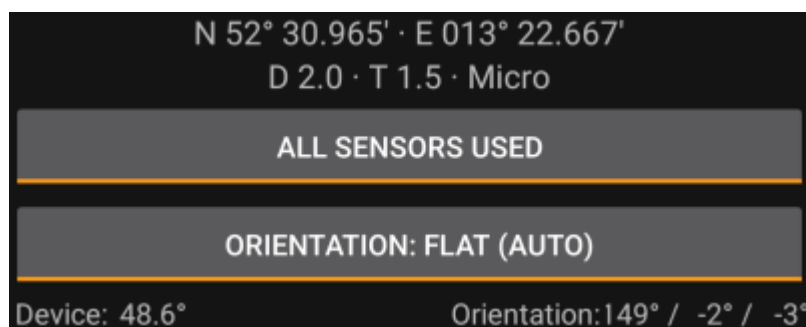 N 52° 30.965' · E 013° 22.667'
D 2.0 · T 1.5 · Micro
ALL SENSORS USED
ORIENTATION: FLAT (AUTO)
Device: 48.6° Orientation:149° / -2° / -3°